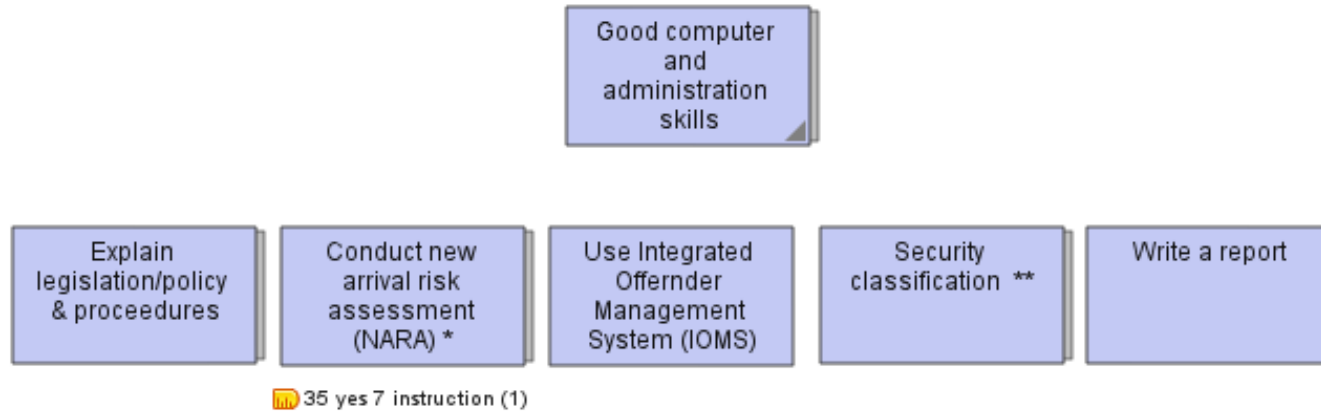 Good computer
and
administration
skills
Explain
legislation/policy
& proceedures
Conduct new
arrival risk
assessment
(NARA) *
Use Integrated
Offernder
Management
System (IOMS)
Security
classification **
Write a report
35 yes 7 instruction (1)